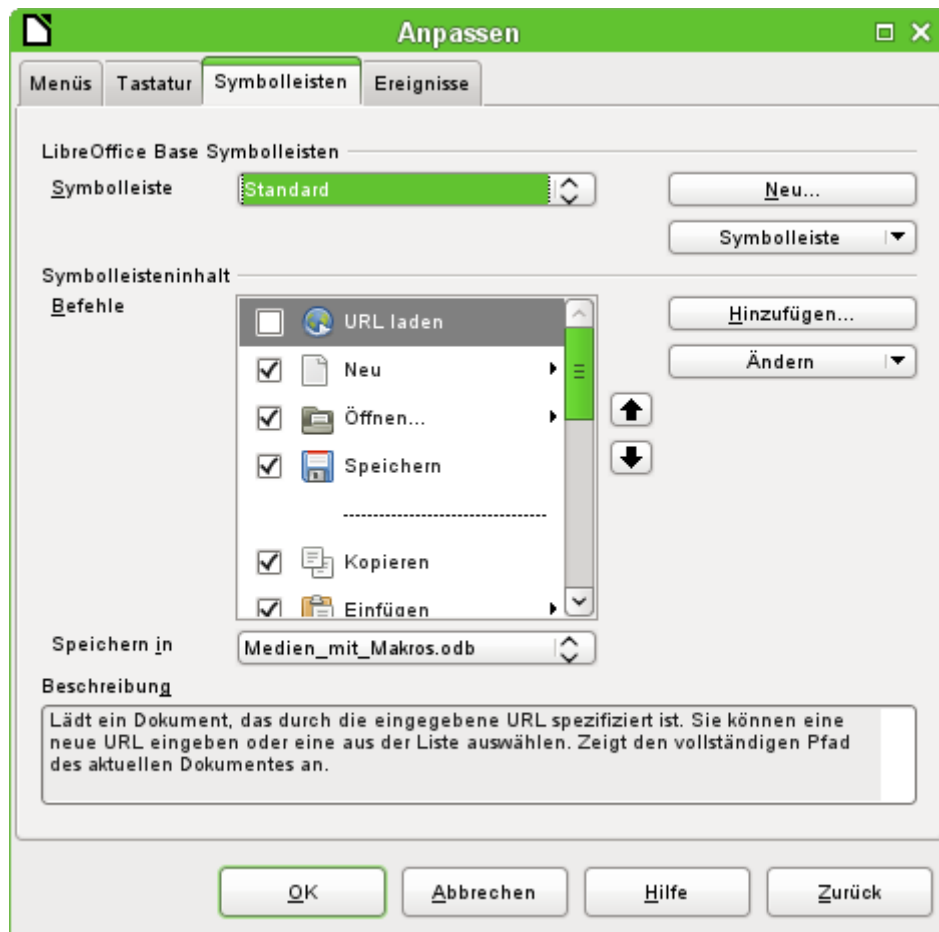 Anpassen
Menüs Tastatur Symbolleisten Ereignisse
LibreOffice Base Symbolleisten
Symbolleiste Standard Neu...
Symbolleiste
Symbolleisteninhalt
Befehle URL laden Hinzufügen...
Neu Ändern
Öffnen...
Speichern
--------------------------------
Kopieren
Einfügen
Speichern in Medien_mit_Makros.odb
Beschreibung
Lädt ein Dokument, das durch die eingegebene URL spezifiziert ist. Sie können eine
neue URL eingeben oder eine aus der Liste auswählen. Zeigt den vollständigen Pfad
des aktuellen Dokumentes an.
OK Abbrechen Hilfe Zurück